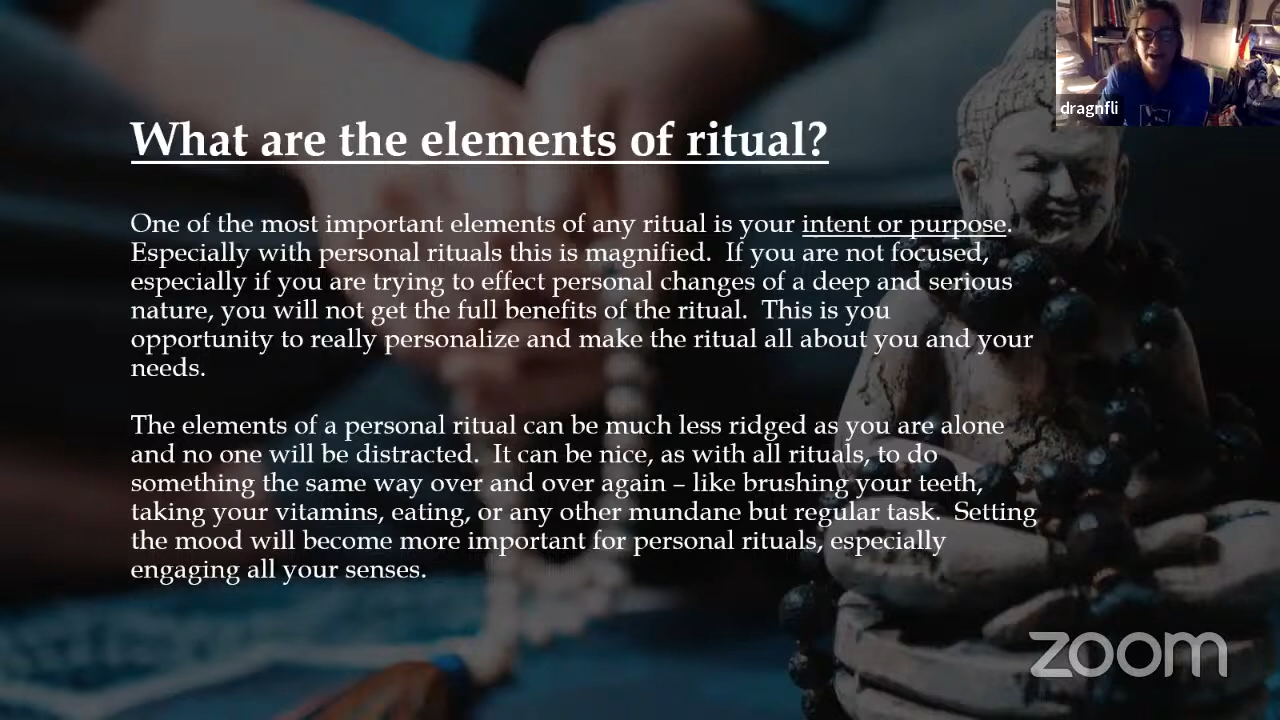 dragnfli
What are the elements of ritual?
One of the most important elements of any ritual is your intent or purpose.
Especially with personal rituals this is magnified.  If you are not focused,
especially if you are trying to effect personal changes of a deep and serious
nature, you will not get the full benefits of the ritual.  This is you
opportunity to really personalize and make the ritual all about you and your
needs.
The elements of a personal ritual can be much less ridged as you are alone
and no one will be distracted.  It can be nice, as with all rituals, to do
something the same way over and over again – like brushing your teeth,
taking your vitamins, eating, or any other mundane but regular task.  Setting
the mood will become more important for personal rituals, especially
engaging all your senses.
zoom